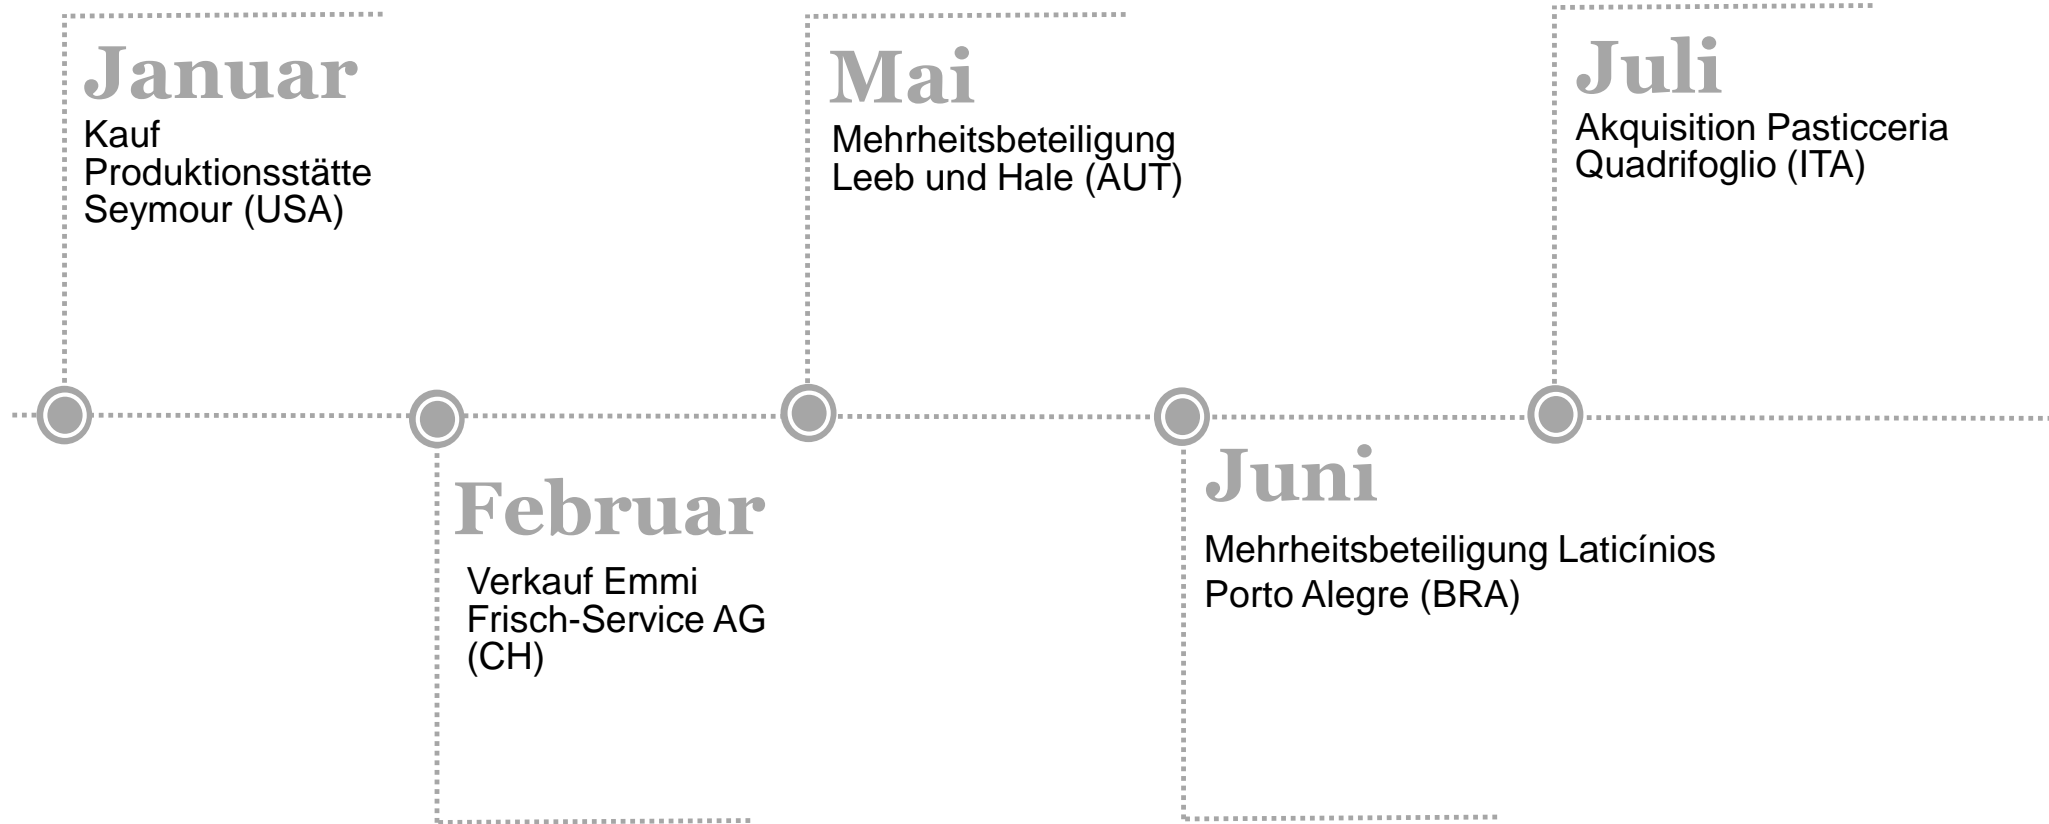 Januar
Kauf
Produktionsstätte
Seymour (USA)
Februar
Verkauf Emmi
Frisch-Service AG
(CH)
Mai
Mehrheitsbeteiligung
Leeb und Hale (AUT)
Juni
Mehrheitsbeteiligung Laticínios
Porto Alegre (BRA)
Juli
Akquisition Pasticceria
Quadrifoglio (ITA)